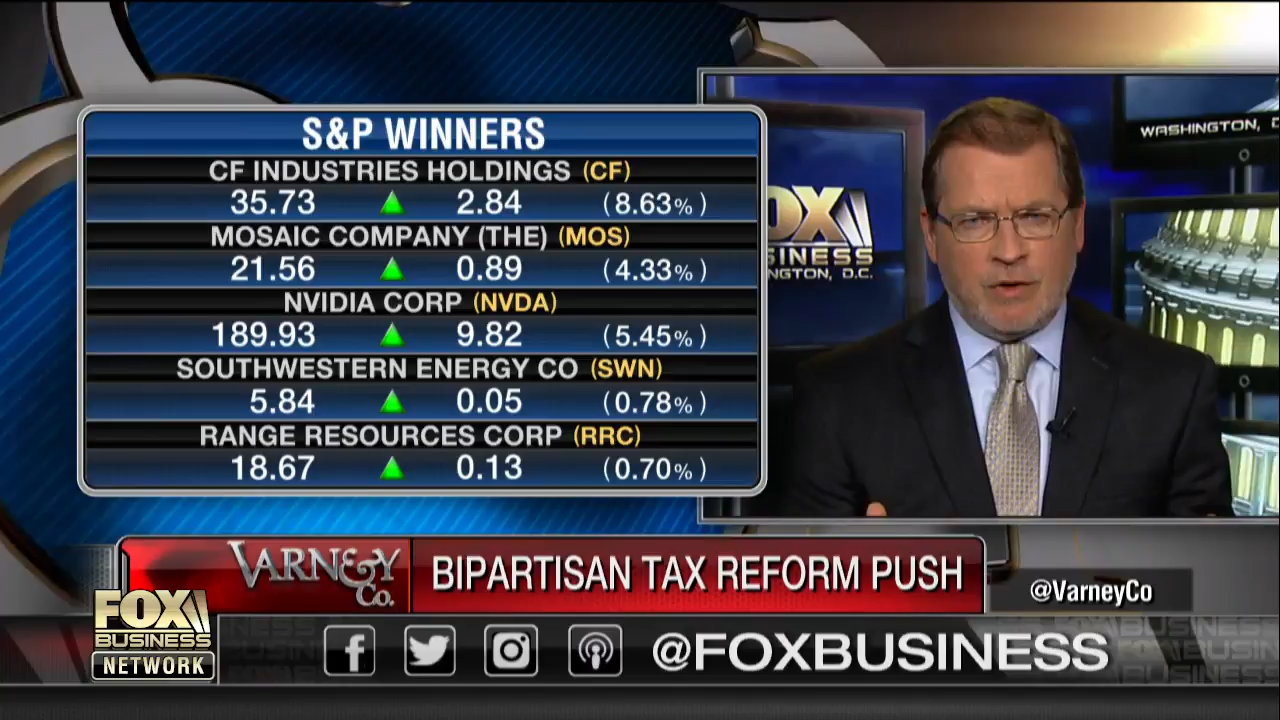 S&P WINNERS
CF INDUSTRIES HOLDINGS (CF)
35.73 ▲ 2.84 (8.63%)
MOSAIC COMPANY (THE) (MOS)
21.56 ▲ 0.89 (4.33%)
NVIDIA CORP (NVDA)
189.93 ▲ 9.82 (5.45%)
SOUTHWESTERN ENERGY CO (SWN)
5.84 ▲ 0.05 (0.78%)
RANGE RESOURCES CORP (RRC)
18.67 ▲ 0.13 (0.70%)
WASHINGTON,
VARNEY & Co.
BIPARTISAN TAX REFORM PUSH
@VarneyCo
FOX
BUSINESS
NETWORK
@FOXBUSINESS